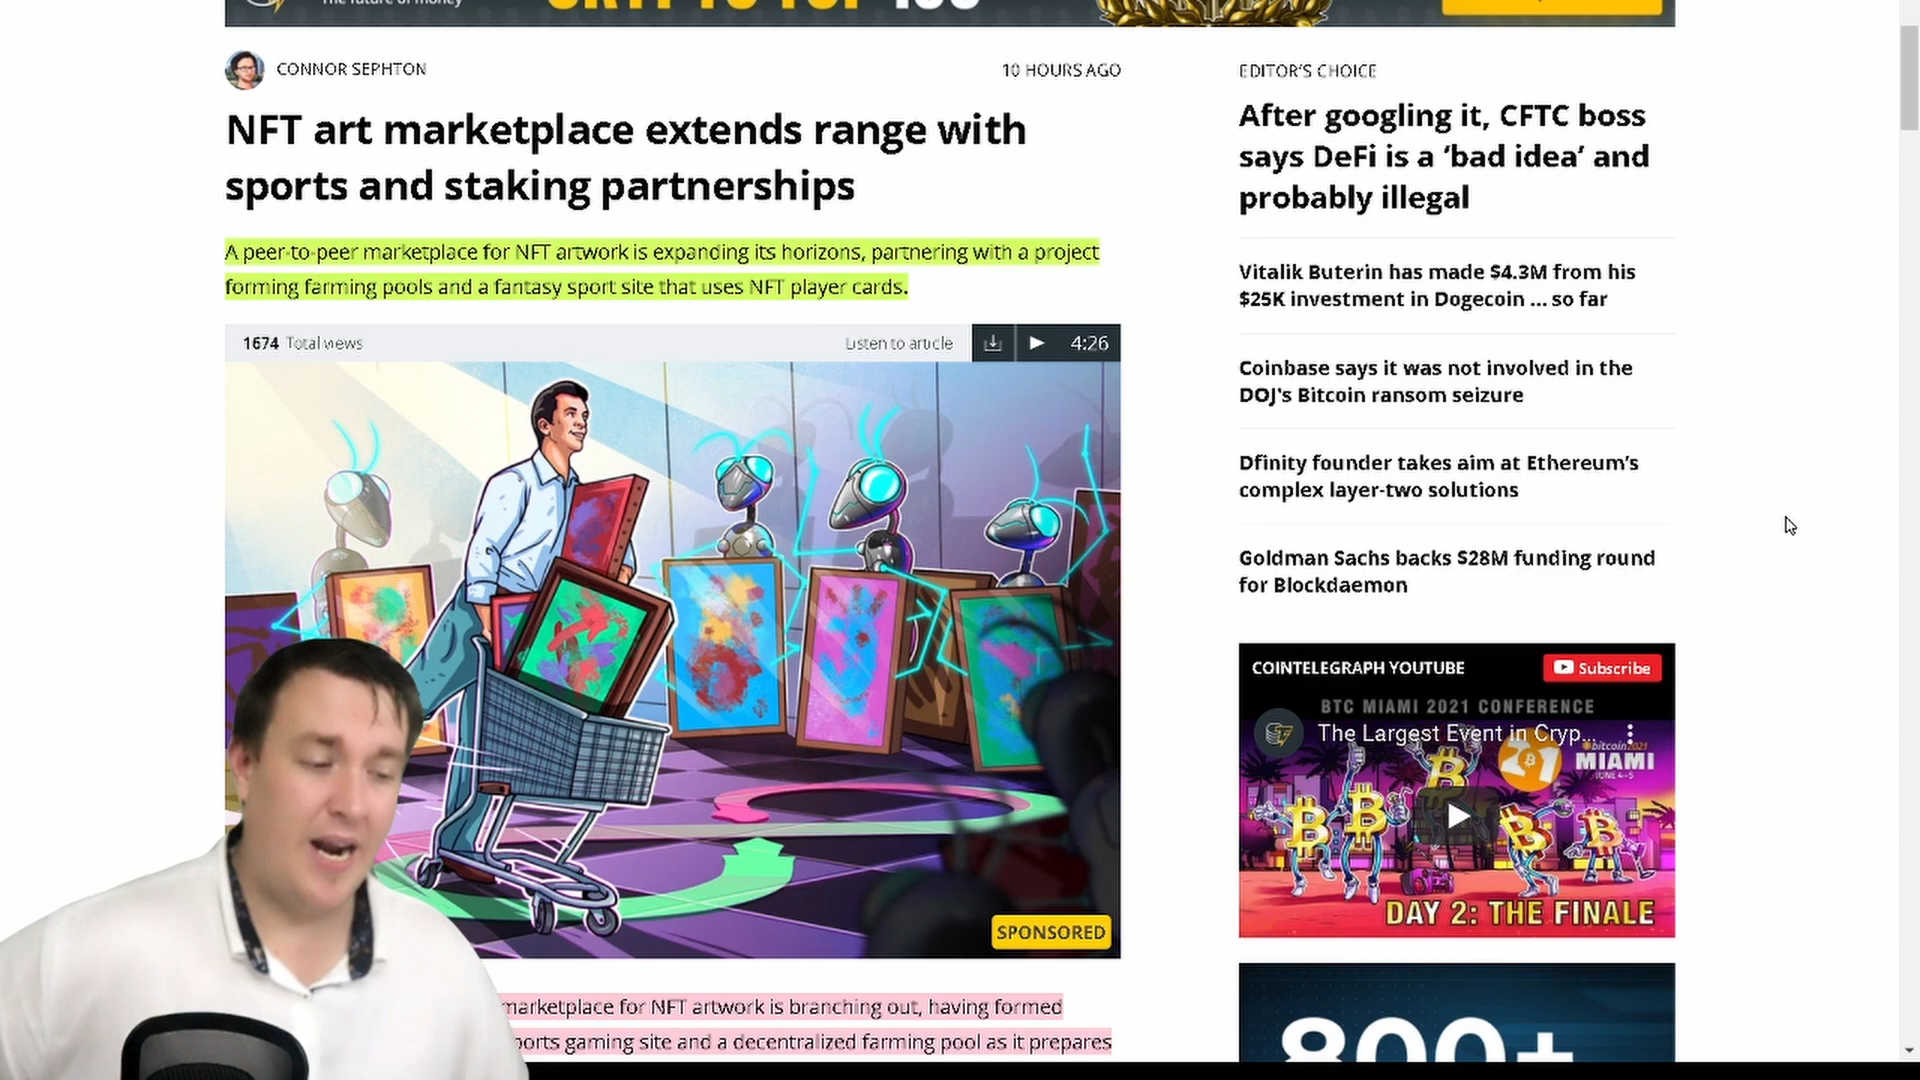 The future of money
CRYPTO TOP 100
CONNOR SEPHTON
10 HOURS AGO
NFT art marketplace extends range with
sports and staking partnerships
A peer-to-peer marketplace for NFT artwork is expanding its horizons, partnering with a project
forming farming pools and a fantasy sport site that uses NFT player cards.
1674 Total views
Listen to article
4:26
SPONSORED
marketplace for NFT artwork is branching out, having formed
ports gaming site and a decentralized farming pool as it prepares
EDITOR'S CHOICE
After googling it, CFTC boss
says DeFi is a ‘bad idea’ and
probably illegal
Vitalik Buterin has made $4.3M from his
$25K investment in Dogecoin ... so far
Coinbase says it was not involved in the
DOJ's Bitcoin ransom seizure
Dfinity founder takes aim at Ethereum’s
complex layer-two solutions
Goldman Sachs backs $28M funding round
for Blockdaemon
COINTELEGRAPH YOUTUBE
Subscribe
BTC MIAMI 2021 CONFERENCE
The Largest Event in Cryp...
bitcoin2021
21
MIAMI
JUNE 4-5
DAY 2: THE FINALE
800+